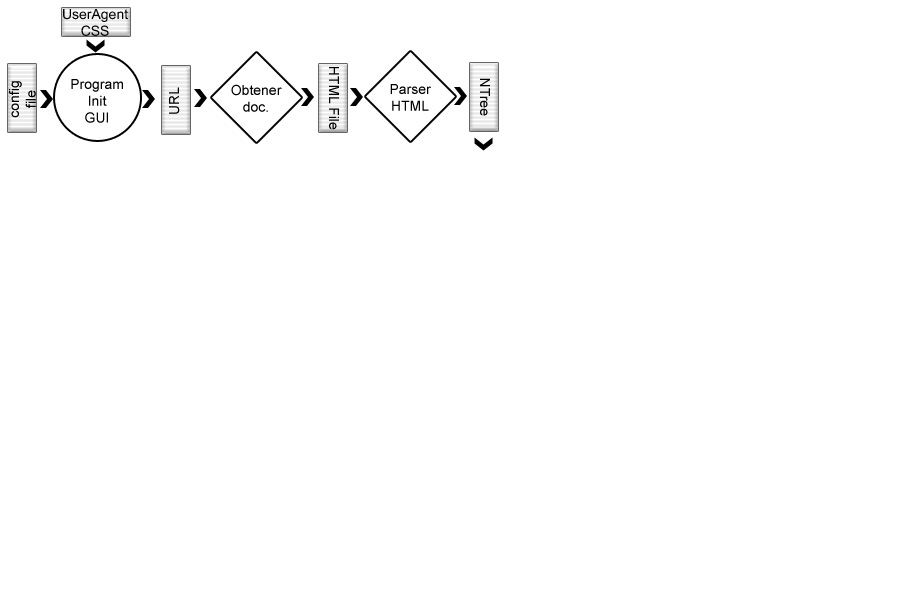 UserAgent
CSS
config
file
Program
Init
GUI
URL
Obtener
doc.
HTML File
Parser
HTML
NTree